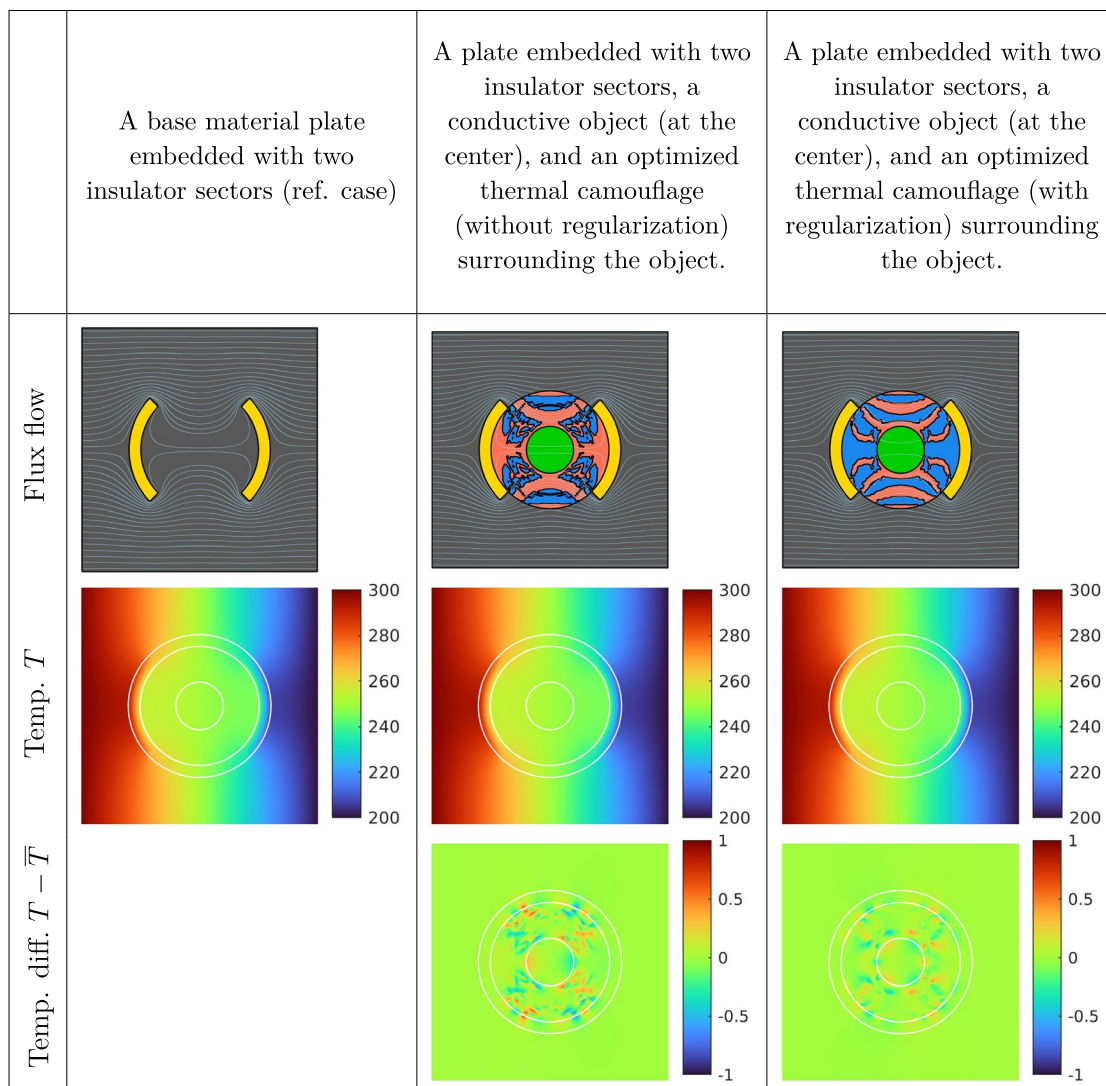 A base material plate
embedded with two
insulator sectors (ref. case)
A plate embedded with two
insulator sectors, a
conductive object (at the
center), and an optimized
thermal camouflage
(without regularization)
surrounding the object.
A plate embedded with two
insulator sectors, a
conductive object (at the
center), and an optimized
thermal camouflage (with
regularization) surrounding
the object.
Flux flow
Temp. T
300
280
260
240
220
200
300
280
260
240
220
200
300
280
260
240
220
200
Temp. diff. T − T̅
1
0.5
0
-0.5
-1
1
0.5
0
-0.5
-1